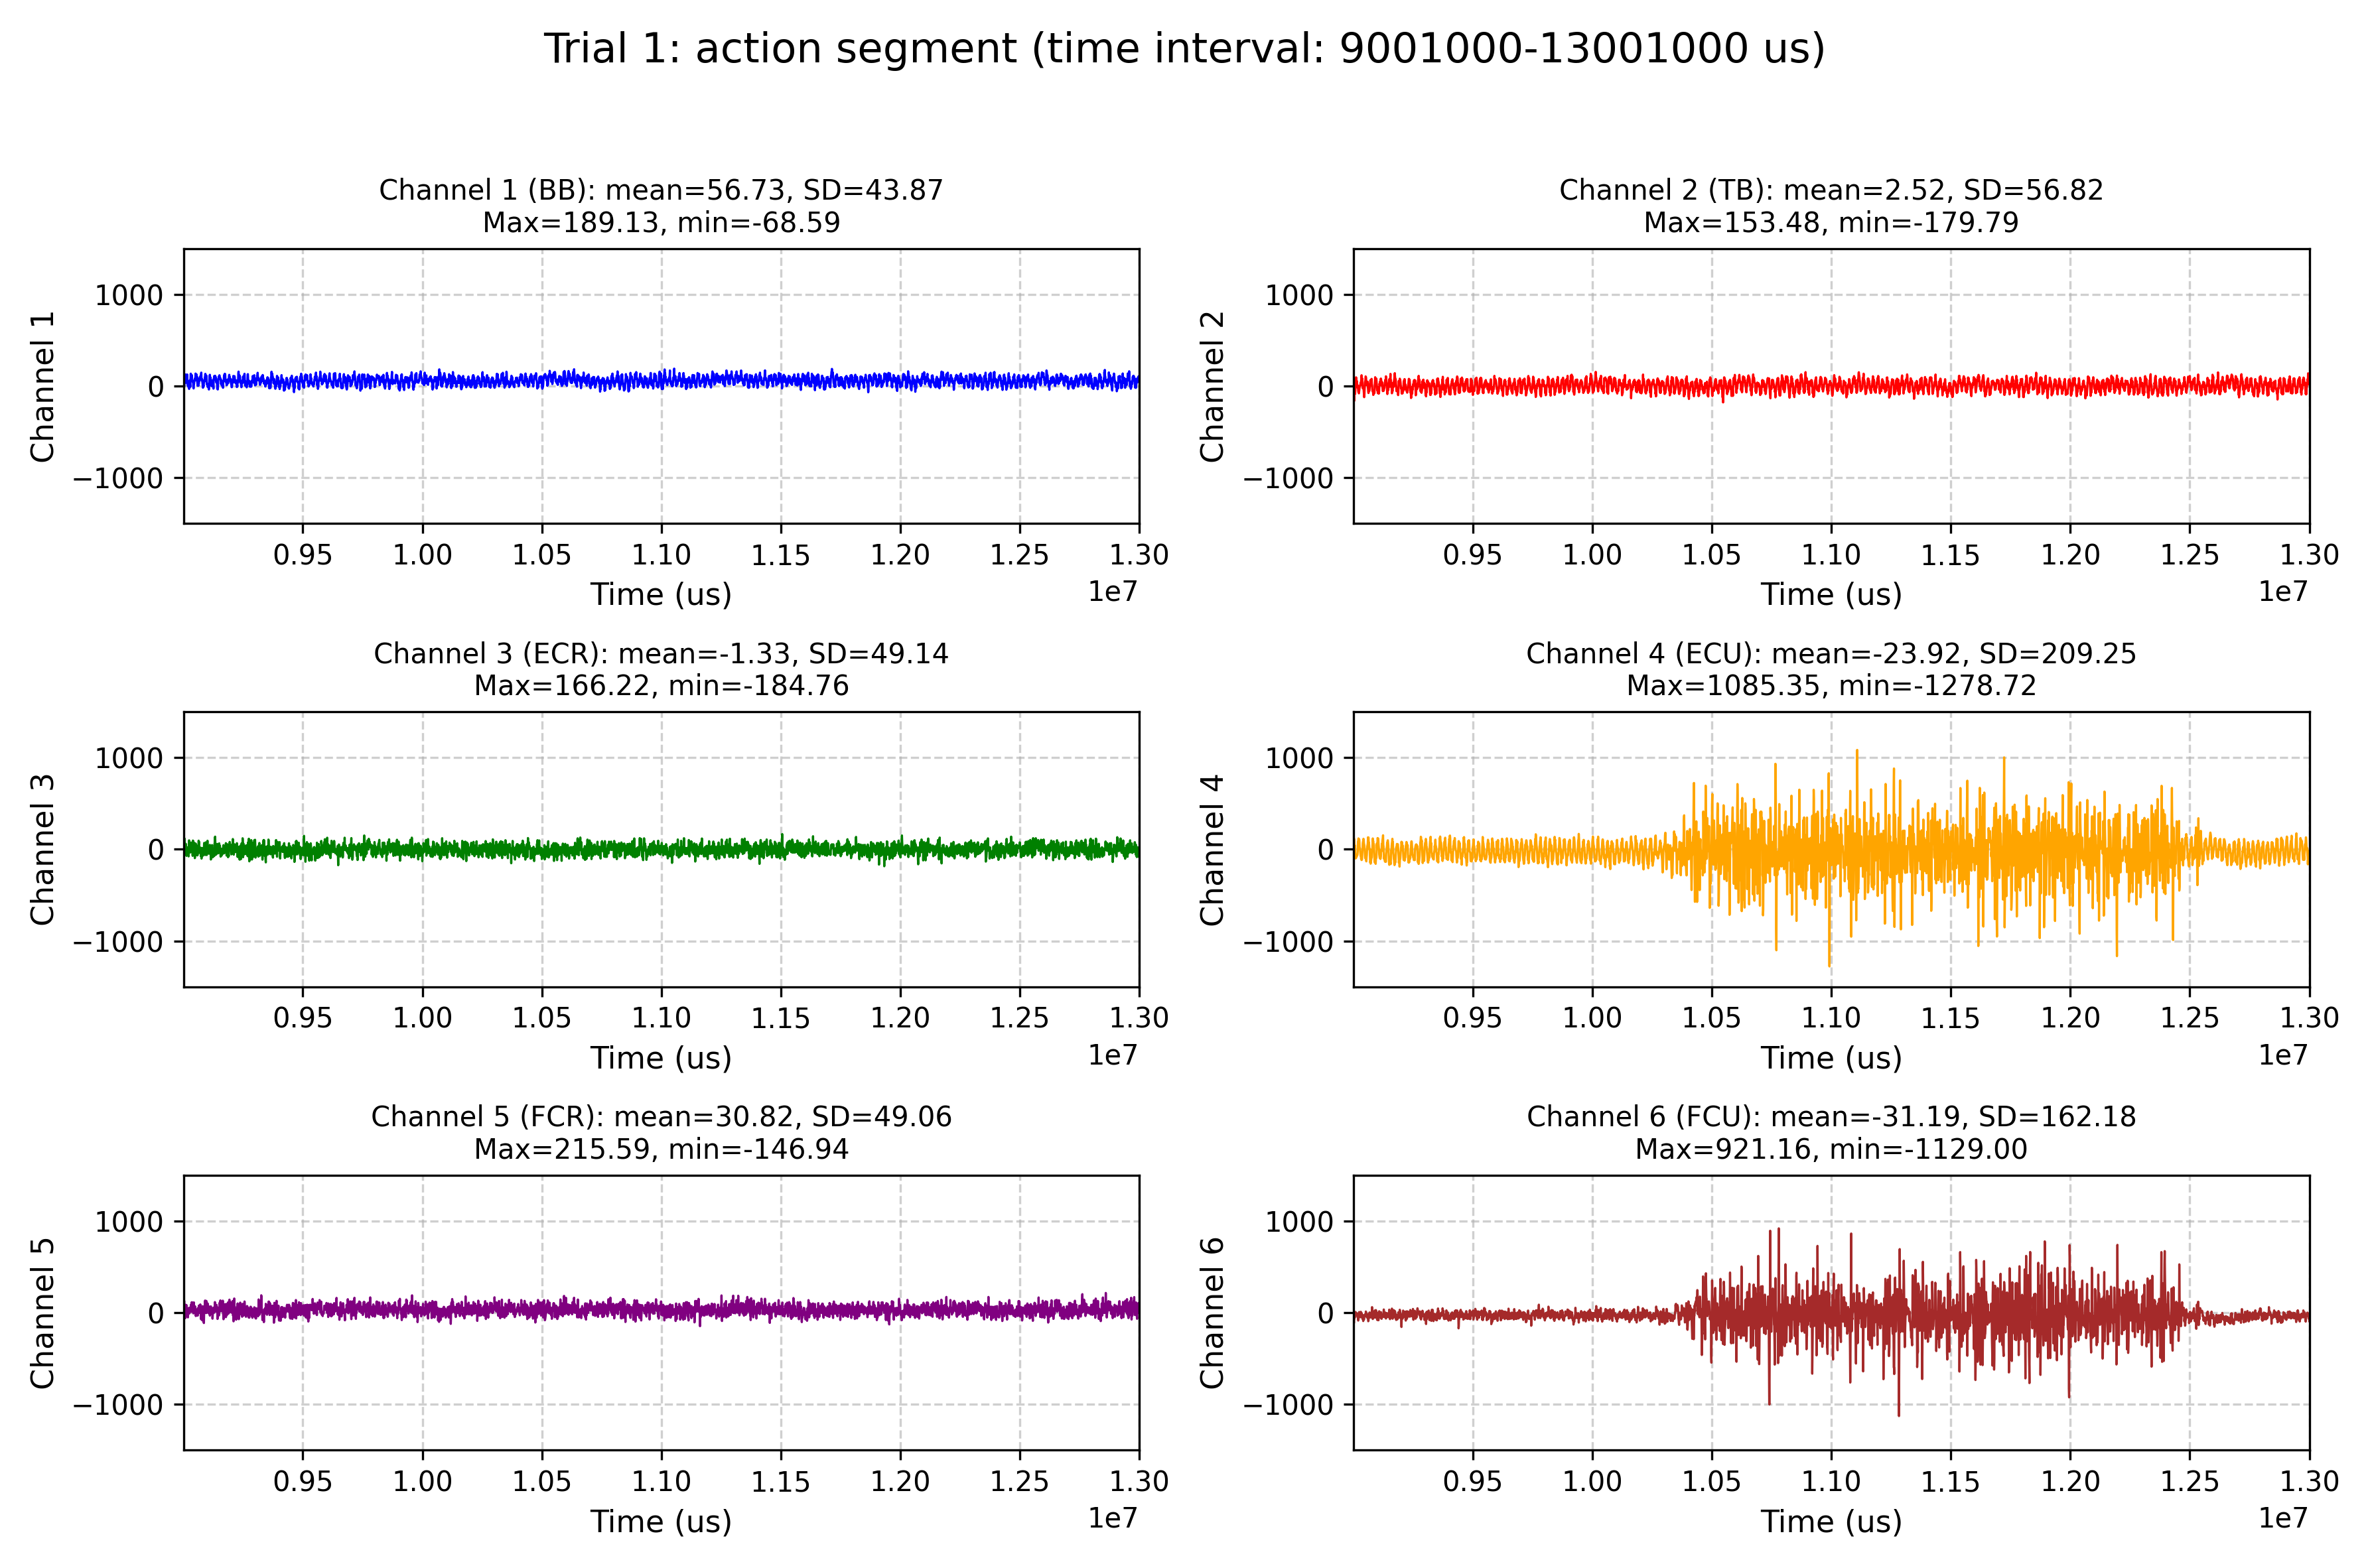 Trial 1: action segment (time interval: 9001000-13001000 us)
Channel 1 (BB): mean=56.73, SD=43.87
Max=189.13, min=-68.59
Channel 1
1000
0
−1000
0.95 1.00 1.05 1.10 1.15 1.20 1.25 1.30
Time (us)
1e7
Channel 2 (TB): mean=2.52, SD=56.82
Max=153.48, min=-179.79
Channel 2
1000
0
−1000
0.95 1.00 1.05 1.10 1.15 1.20 1.25 1.30
Time (us)
1e7
Channel 3 (ECR): mean=-1.33, SD=49.14
Max=166.22, min=-184.76
Channel 3
1000
0
−1000
0.95 1.00 1.05 1.10 1.15 1.20 1.25 1.30
Time (us)
1e7
Channel 4 (ECU): mean=-23.92, SD=209.25
Max=1085.35, min=-1278.72
Channel 4
1000
0
−1000
0.95 1.00 1.05 1.10 1.15 1.20 1.25 1.30
Time (us)
1e7
Channel 5 (FCR): mean=30.82, SD=49.06
Max=215.59, min=-146.94
Channel 5
1000
0
−1000
0.95 1.00 1.05 1.10 1.15 1.20 1.25 1.30
Time (us)
1e7
Channel 6 (FCU): mean=-31.19, SD=162.18
Max=921.16, min=-1129.00
Channel 6
1000
0
−1000
0.95 1.00 1.05 1.10 1.15 1.20 1.25 1.30
Time (us)
1e7